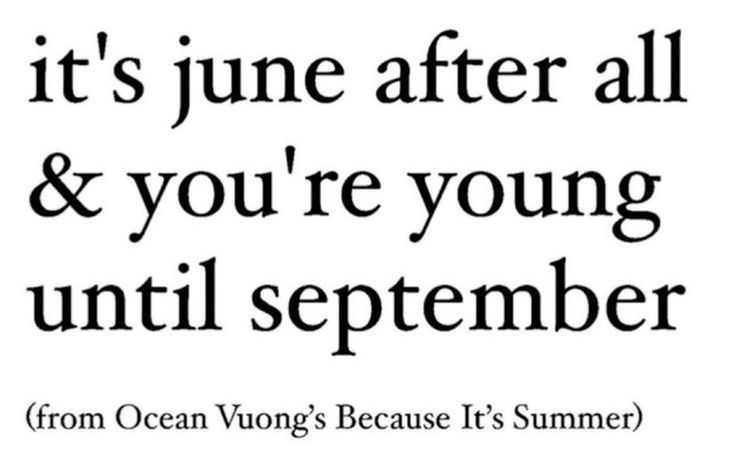 it's june after all
& you're young
until september
(from Ocean Vuong’s Because It’s Summer)